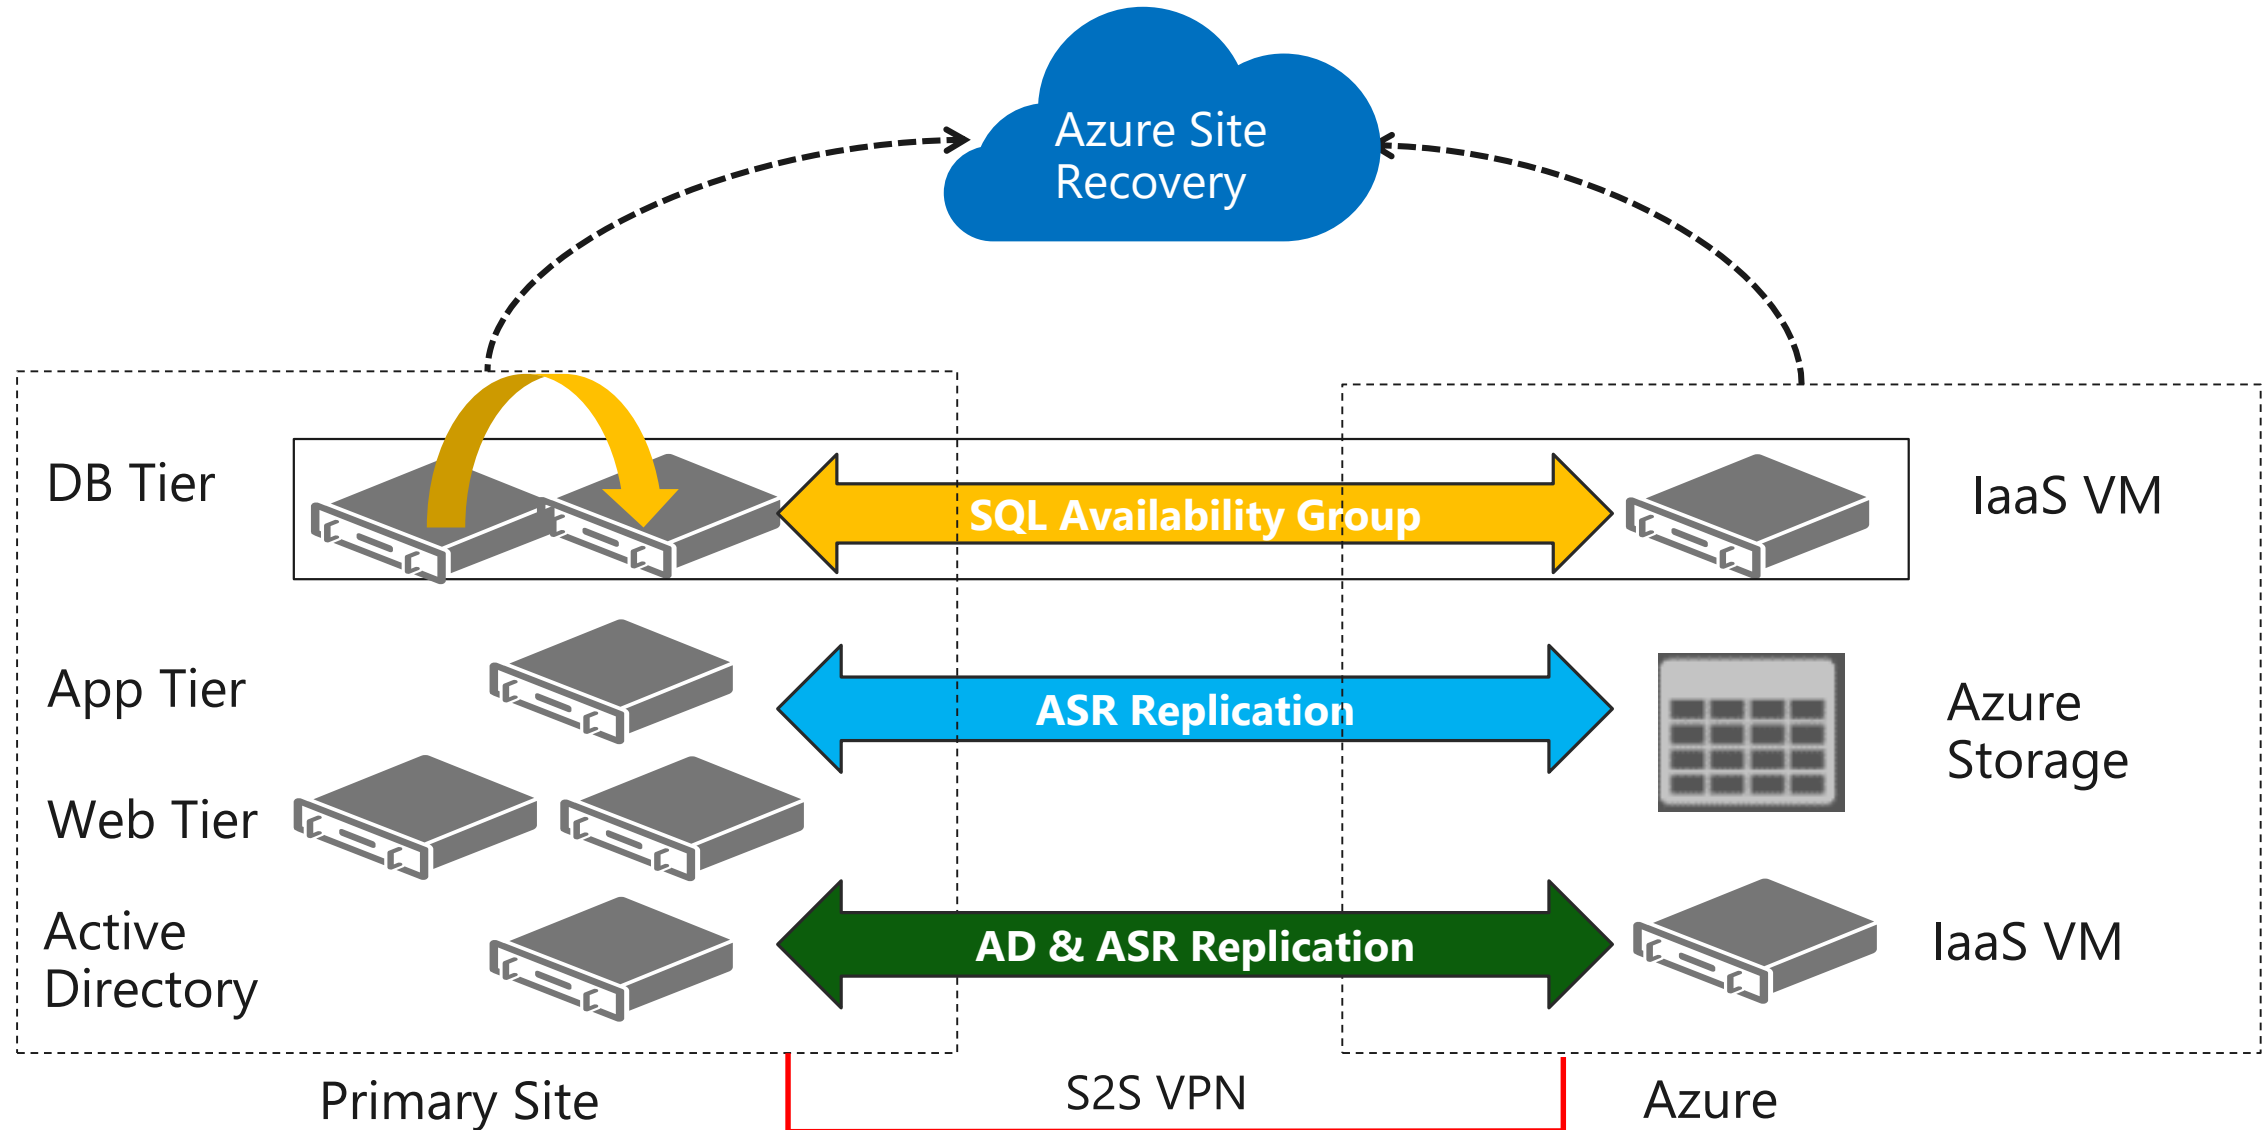 Azure Site
Recovery
DB Tier
SQL Availability Group
IaaS VM
App Tier
ASR Replication
Azure
Storage
Web Tier
Active
Directory
AD & ASR Replication
IaaS VM
Primary Site
S2S VPN
Azure